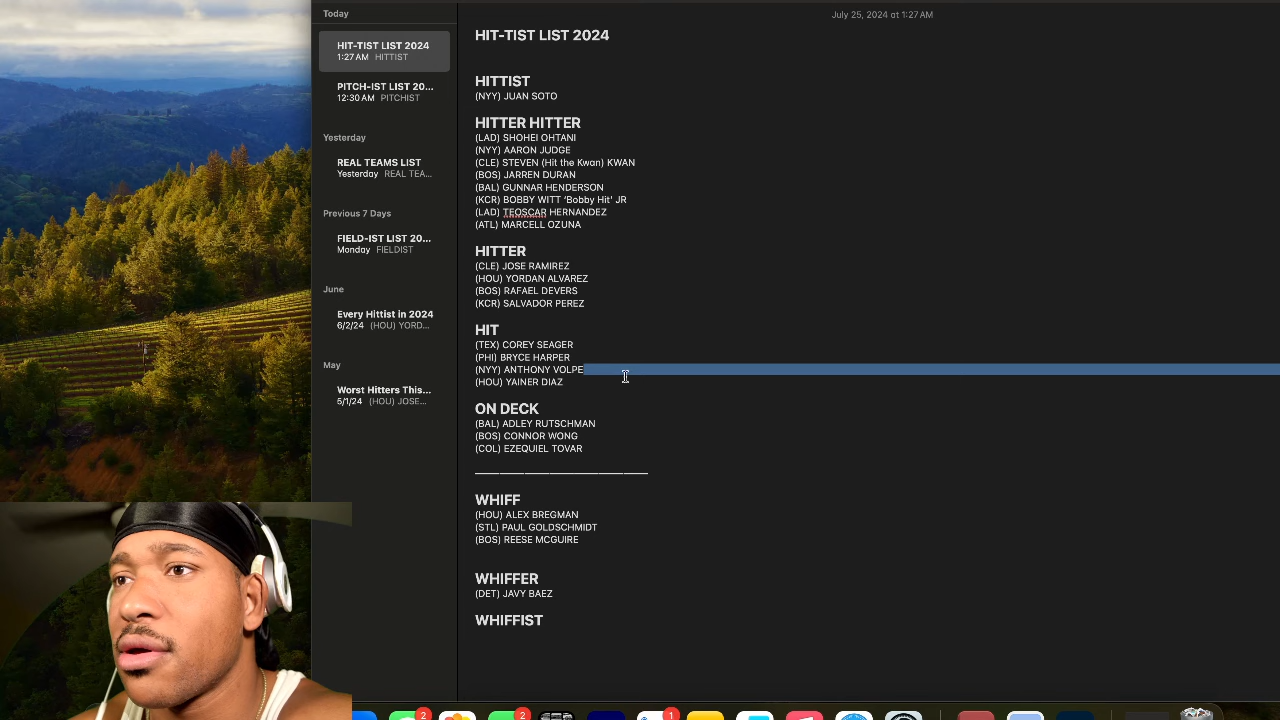 Today
HIT-TIST LIST 2024
1:27 AM HITTIST
PITCH-IST LIST 20...
12:30 AM PITCHIST
Yesterday
REAL TEAMS LIST
Yesterday REAL TEA...
Previous 7 Days
FIELD-IST LIST 20...
Monday FIELDIST
June
Every Hittist in 2024
6/2/24 (HOU) YORD...
May
Worst Hitters This...
5/1/24 (HOU) JOSE...
July 25, 2024 at 1:27 AM
HIT-TIST LIST 2024
HITTIST
(NYY) JUAN SOTO
HITTER HITTER
(LAD) SHOHEI OHTANI
(NYY) AARON JUDGE
(CLE) STEVEN (Hit the Kwan) KWAN
(BOS) JARREN DURAN
(BAL) GUNNAR HENDERSON
(KCR) BOBBY WITT ‘Bobby Hit’ JR
(LAD) TEOSCAR HERNANDEZ
(ATL) MARCELL OZUNA
HITTER
(CLE) JOSE RAMIREZ
(HOU) YORDAN ALVAREZ
(BOS) RAFAEL DEVERS
(KCR) SALVADOR PEREZ
HIT
(TEX) COREY SEAGER
(PHI) BRYCE HARPER
(NYY) ANTHONY VOLPE
(HOU) YAINER DIAZ
ON DECK
(BAL) ADLEY RUTSCHMAN
(BOS) CONNOR WONG
(COL) EZEQUIEL TOVAR
WHIFF
(HOU) ALEX BREGMAN
(STL) PAUL GOLDSCHMIDT
(BOS) REESE MCGUIRE
WHIFFER
(DET) JAVY BAEZ
WHIFFIST
2
2
1